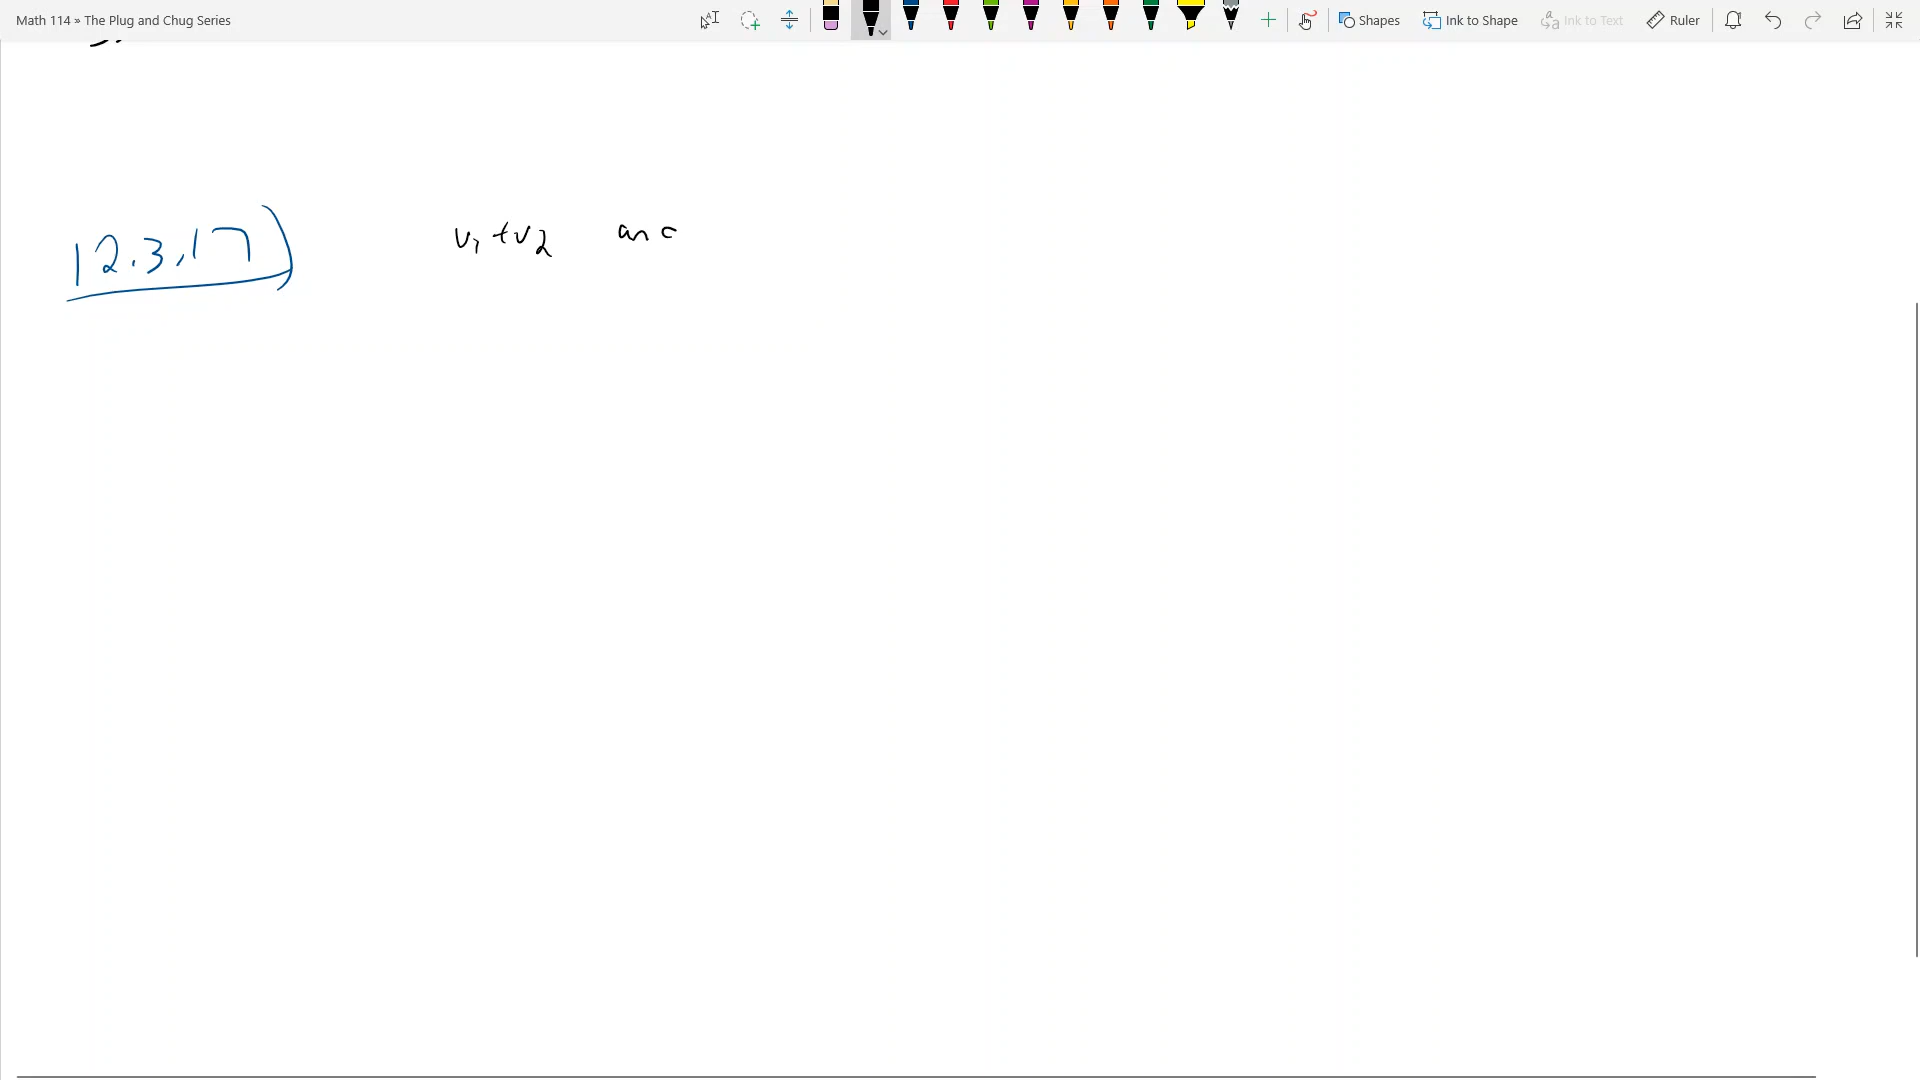 Math 114 » The Plug and Chug Series
Shapes
Ink to Shape
Ink to Text
Ruler
12.3.17)
v₁+v₂ an